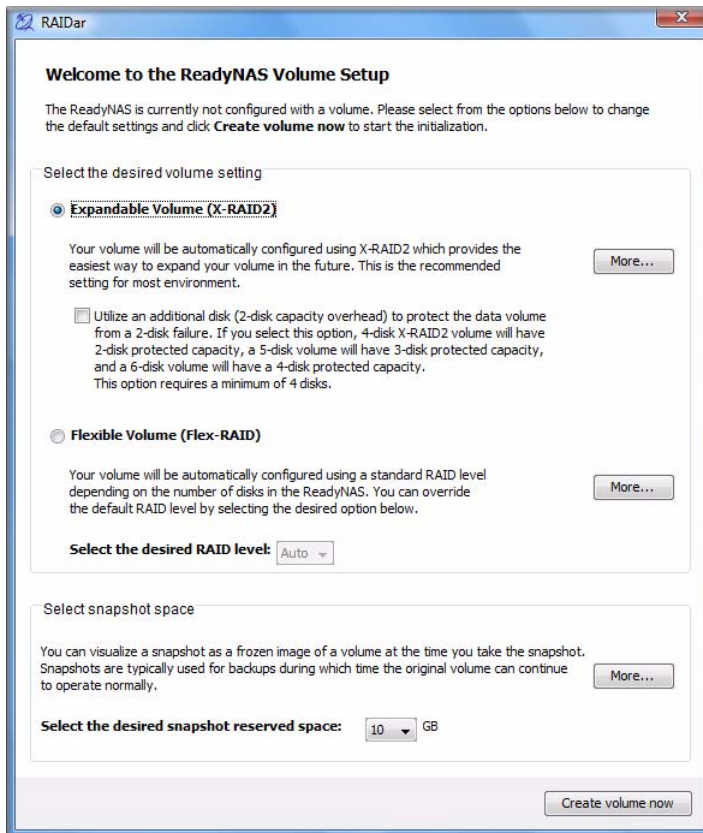 RAIDar
Welcome to the ReadyNAS Volume Setup
The ReadyNAS is currently not configured with a volume. Please select from the options below to change
the default settings and click Create volume now to start the initialization.
Select the desired volume setting
Expandable Volume (X-RAID2)
Your volume will be automatically configured using X-RAID2 which provides the
easiest way to expand your volume in the future. This is the recommended
setting for most environment.
More...
Utilize an additional disk (2-disk capacity overhead) to protect the data volume
from a 2-disk failure. If you select this option, 4-disk X-RAID2 volume will have
2-disk protected capacity, a 5-disk volume will have 3-disk protected capacity,
and a 6-disk volume will have a 4-disk protected capacity.
This option requires a minimum of 4 disks.
Flexible Volume (Flex-RAID)
Your volume will be automatically configured using a standard RAID level
depending on the number of disks in the ReadyNAS. You can override
the default RAID level by selecting the desired option below.
More...
Select the desired RAID level: Auto
Select snapshot space
You can visualize a snapshot as a frozen image of a volume at the time you take the snapshot.
Snapshots are typically used for backups during which time the original volume can continue
to operate normally.
More...
Select the desired snapshot reserved space: 10 GB
Create volume now